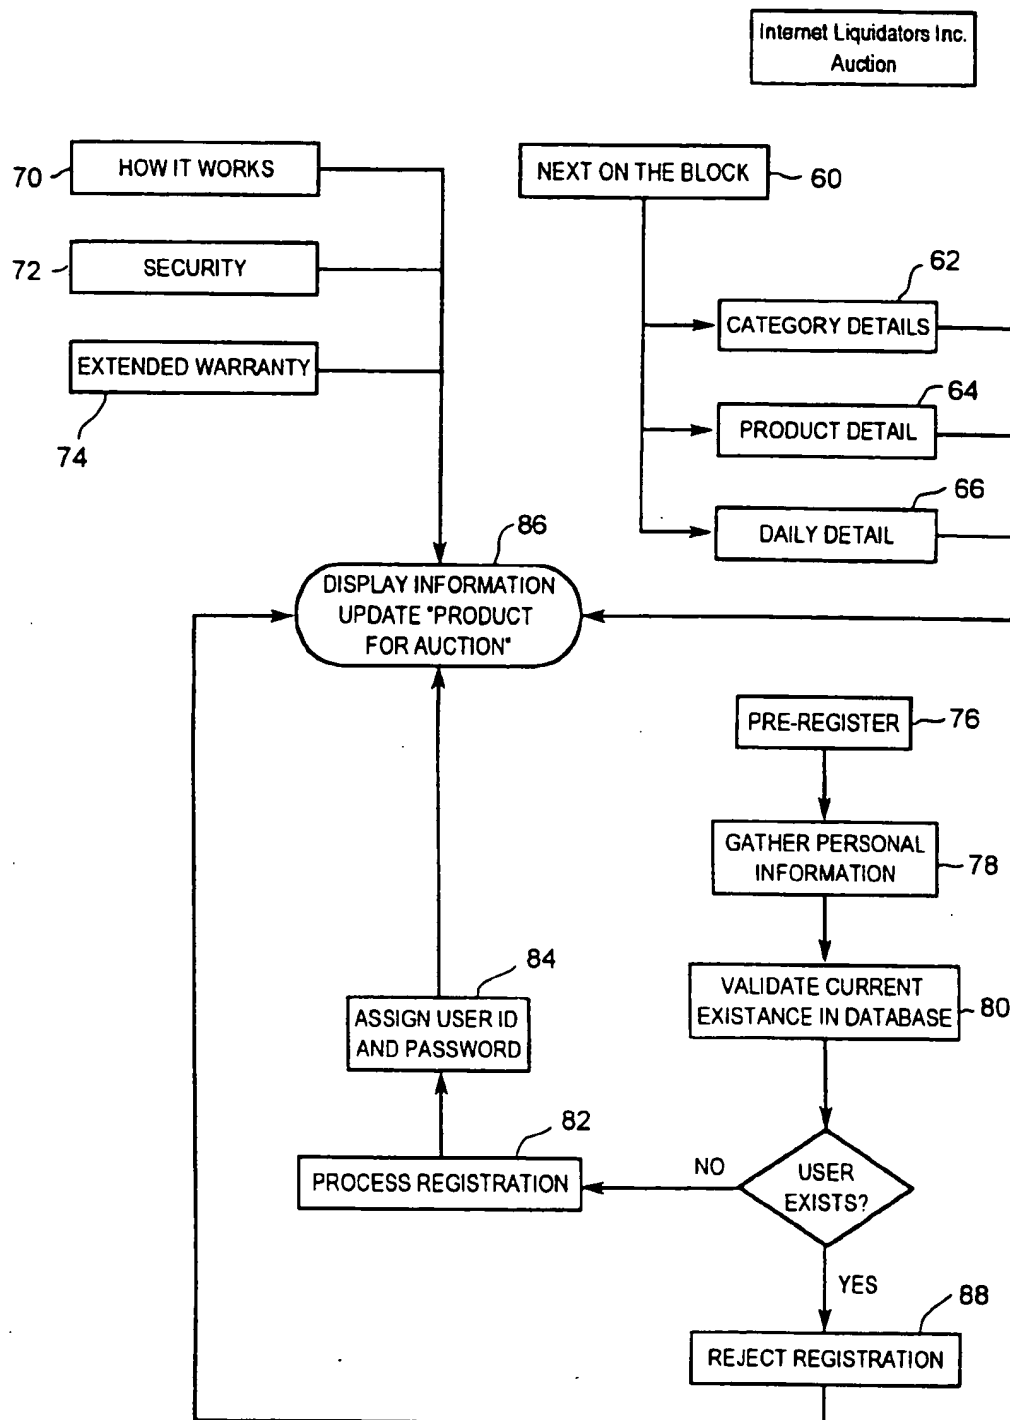 Internet Liquidators Inc.
Auction
70
HOW IT WORKS
NEXT ON THE BLOCK
60
72
SECURITY
62
CATEGORY DETAILS
EXTENDED WARRANTY
74
64
PRODUCT DETAIL
66
DAILY DETAIL
86
DISPLAY INFORMATION
UPDATE "PRODUCT
FOR AUCTION"
PRE-REGISTER
76
GATHER PERSONAL
INFORMATION
78
84
ASSIGN USER ID
AND PASSWORD
VALIDATE CURRENT
EXISTANCE IN DATABASE
80
82
PROCESS REGISTRATION
NO
USER
EXISTS?
YES
88
REJECT REGISTRATION